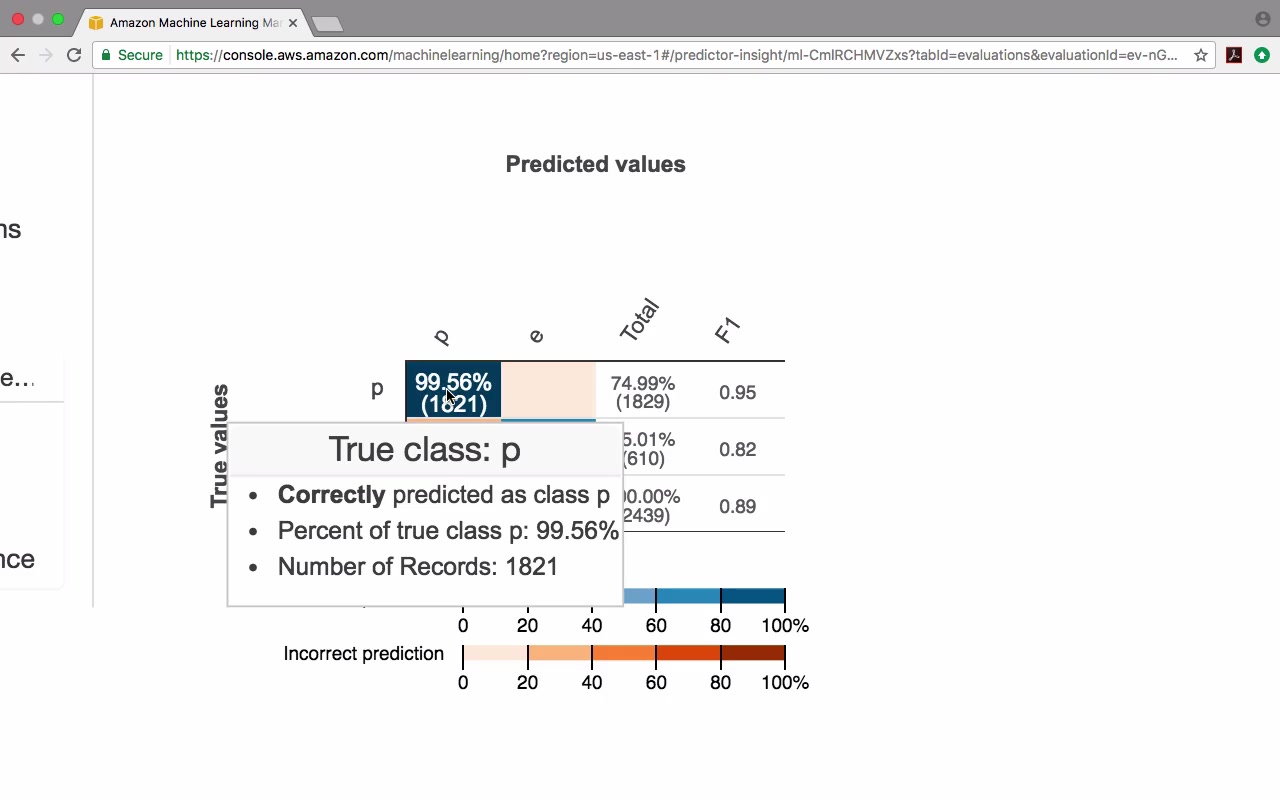 Amazon Machine Learning Ma
Secure https://console.aws.amazon.com/machinelearning/home?region=us-east-1#/predictor-insight/ml-CmlRCHMVZxs?tabId=evaluations&evaluationId=ev-nG...
Predicted values
ns
p e Total F1
e...
True values
p 99.56% 74.99% 0.95
(1821) (1829)
5.01% 0.82
(610)
00.00% 0.89
2439)
True class: p
• Correctly predicted as class p
• Percent of true class p: 99.56%
• Number of Records: 1821
nce
0 20 40 60 80 100%
Incorrect prediction
0 20 40 60 80 100%